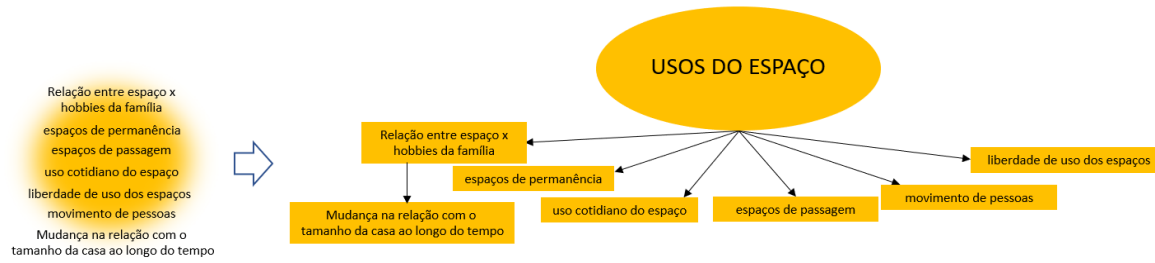 Relação entre espaço x
hobbies da família
espaços de permanência
espaços de passagem
uso cotidiano do espaço
liberdade de uso dos espaços
movimento de pessoas
Mudança na relação com o
tamanho da casa ao longo do tempo
USOS DO ESPAÇO
Relação entre espaço x
hobbies da família
Mudança na relação com o
tamanho da casa ao longo do tempo
espaços de permanência
uso cotidiano do espaço
espaços de passagem
movimento de pessoas
liberdade de uso dos espaços